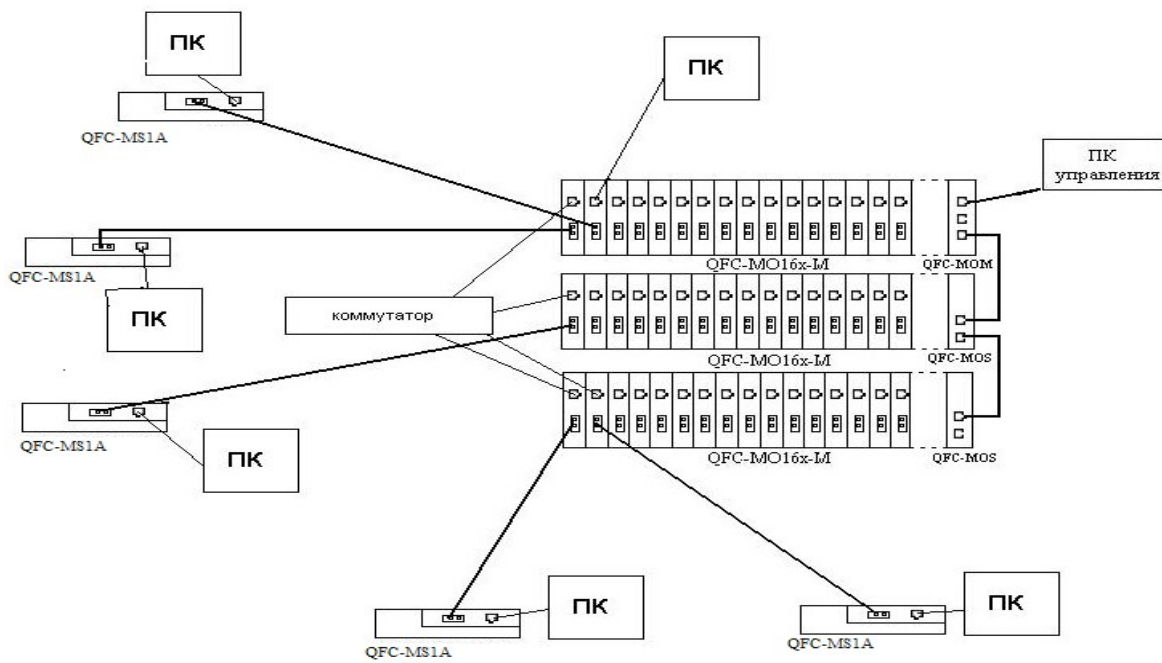 ПК
ПК
QFC-MS1A
ПК
управления
QFC-MO16x-M
QFC-MOM
QFC-MS1A
ПК
коммутатор
QFC-MO16x-M
QFC-MOS
QFC-MS1A
ПК
QFC-MO16x-M
QFC-MOS
ПК
ПК
QFC-MS1A
QFC-MS1A